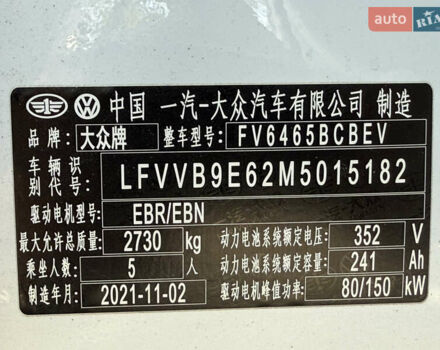 auto RIA
中国 一汽-大众汽车有限公司 制造
品牌: 大众牌 整车型号: FV6465BCBEV
车辆识别代号: LFVVB9E62M5015182
驱动电机型号: EBR/EBN
最大允许总质量: 2730 kg 动力电池系统额定电压: 352 V
乘坐人数: 5 人 动力电池系统额定容量: 241 Ah
制造年月: 2021-11-02 驱动电机峰值功率: 80/150 kW